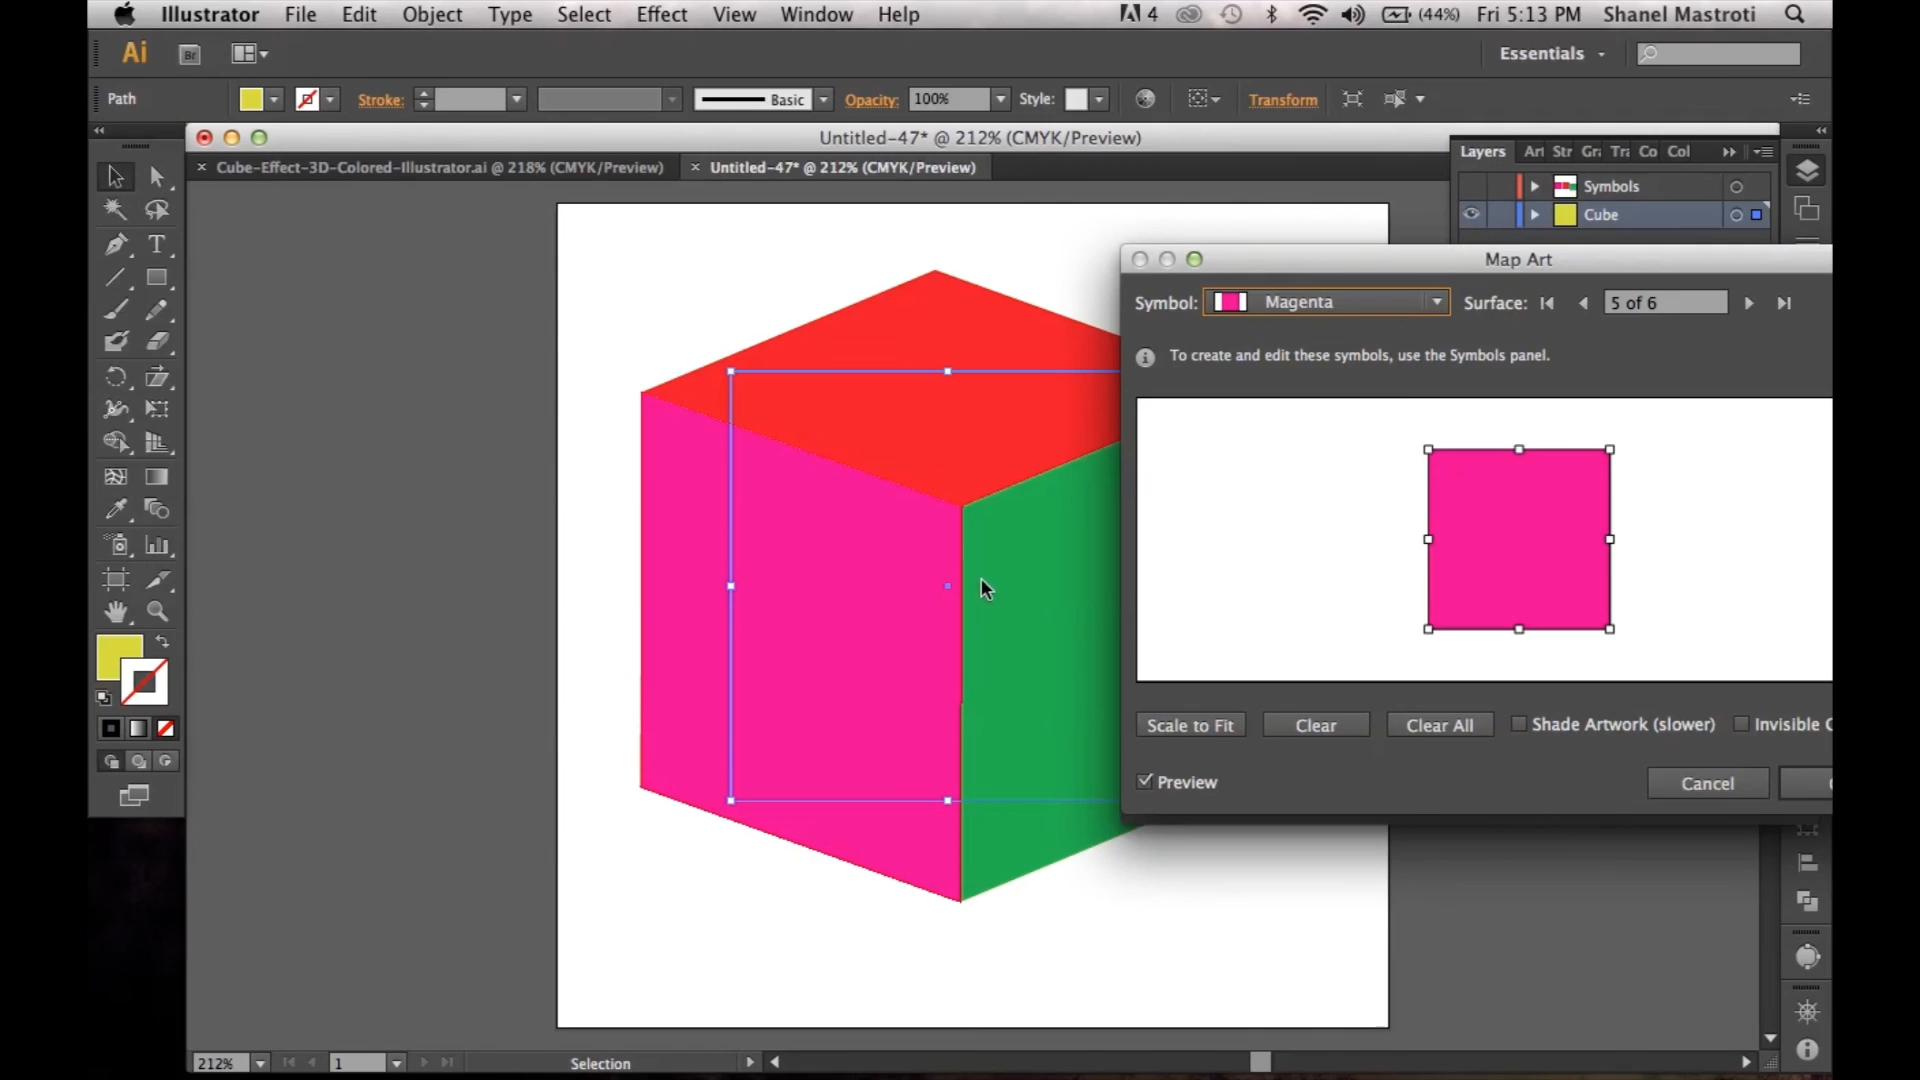 Illustrator File Edit Object Type Select Effect View Window Help 4 (44%) Fri 5:13 PM Shanel Mastroti
Ai Br Essentials
Path Stroke: Basic Opacity: 100% Style: Transform
Untitled-47* @ 212% (CMYK/Preview)
Cube-Effect-3D-Colored-Illustrator.ai @ 218% (CMYK/Preview) Untitled-47* @ 212% (CMYK/Preview)
Layers Art Str Gr Tra Co Col
Symbols
Cube
Map Art
Symbol: Magenta Surface: 5 of 6
To create and edit these symbols, use the Symbols panel.
Scale to Fit Clear Clear All Shade Artwork (slower) Invisible
Preview Cancel
212% 1 Selection